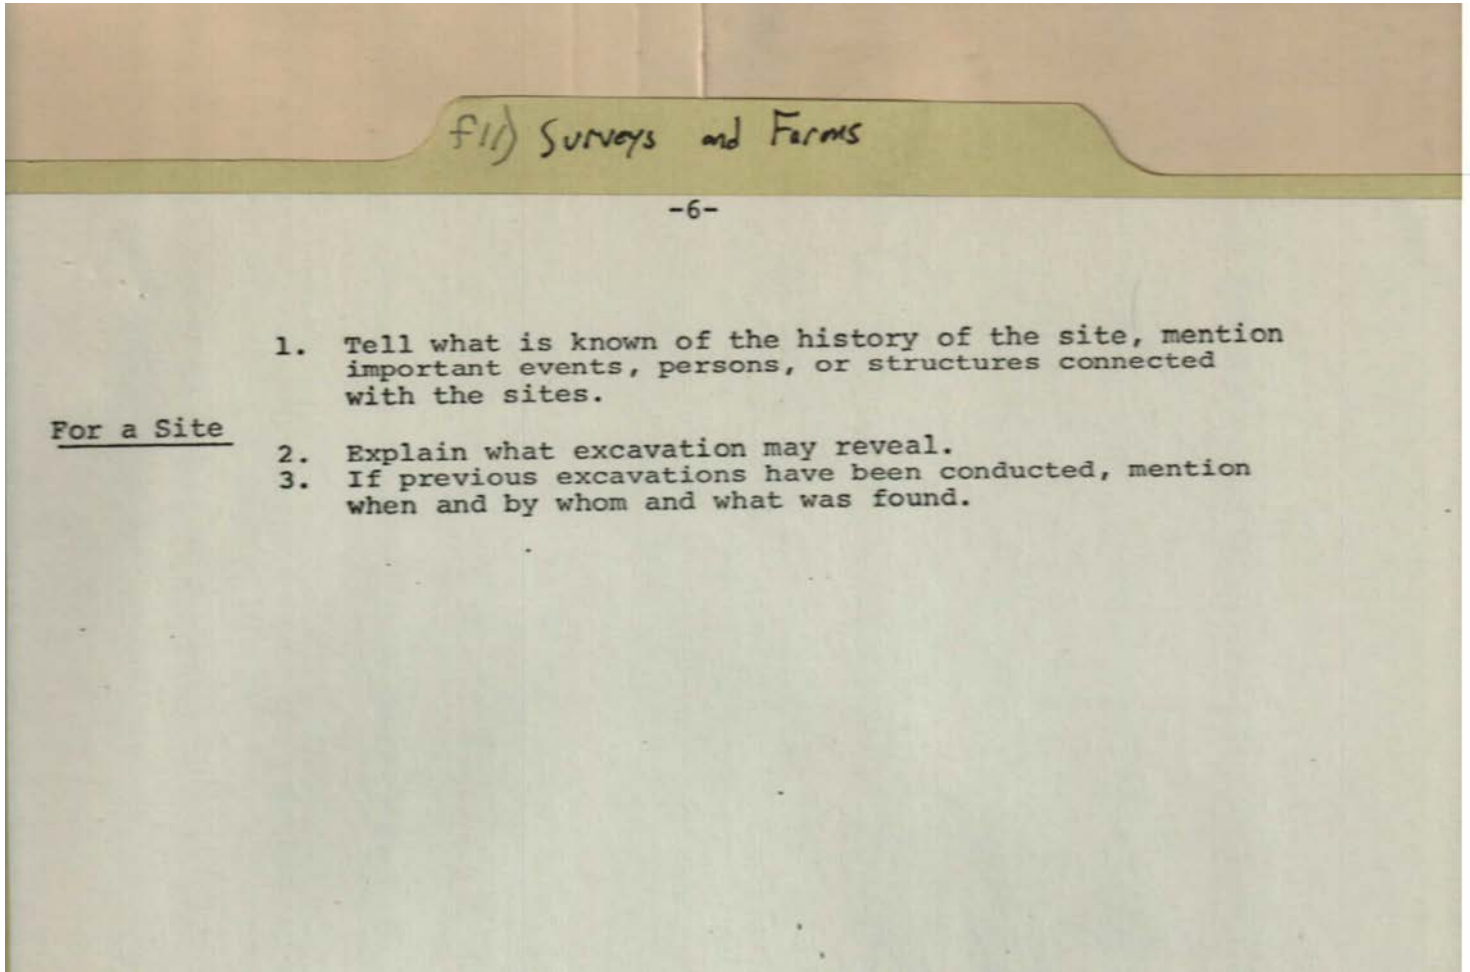 f11) Surveys and Forms
-6-
1. Tell what is known of the history of the site, mention
important events, persons, or structures connected
with the sites.
For a Site
2. Explain what excavation may reveal.
3. If previous excavations have been conducted, mention
when and by whom and what was found.